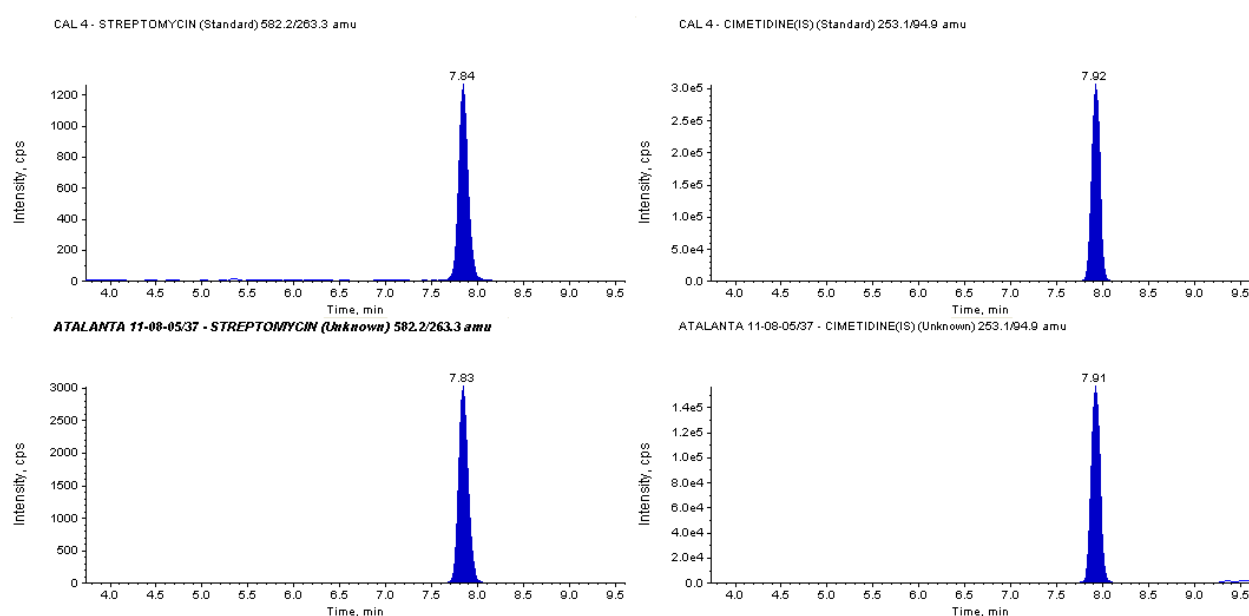 CAL 4 - STREPTOMYCIN (Standard) 582.2/263.3 amu
7.84
1200
1000
800
600
400
200
0
Intensity, cps
4.0 4.5 5.0 5.5 6.0 6.5 7.0 7.5 8.0 8.5 9.0 9.5
Time, min
CAL 4 - CIMETIDINE(IS) (Standard) 253.1/94.9 amu
7.92
3.0e5
2.5e5
2.0e5
1.5e5
1.0e5
5.0e4
0.0
Intensity, cps
4.0 4.5 5.0 5.5 6.0 6.5 7.0 7.5 8.0 8.5 9.0 9.5
Time, min
ATALANTA 11-08-05/37 - STREPTOMYCIN (Unknown) 582.2/263.3 amu
7.83
3000
2500
2000
1500
1000
500
0
Intensity, cps
4.0 4.5 5.0 5.5 6.0 6.5 7.0 7.5 8.0 8.5 9.0 9.5
Time, min
ATALANTA 11-08-05/37 - CIMETIDINE(IS) (Unknown) 253.1/94.9 amu
7.91
1.4e5
1.2e5
1.0e5
8.0e4
6.0e4
4.0e4
2.0e4
0.0
Intensity, cps
4.0 4.5 5.0 5.5 6.0 6.5 7.0 7.5 8.0 8.5 9.0 9.5
Time, min